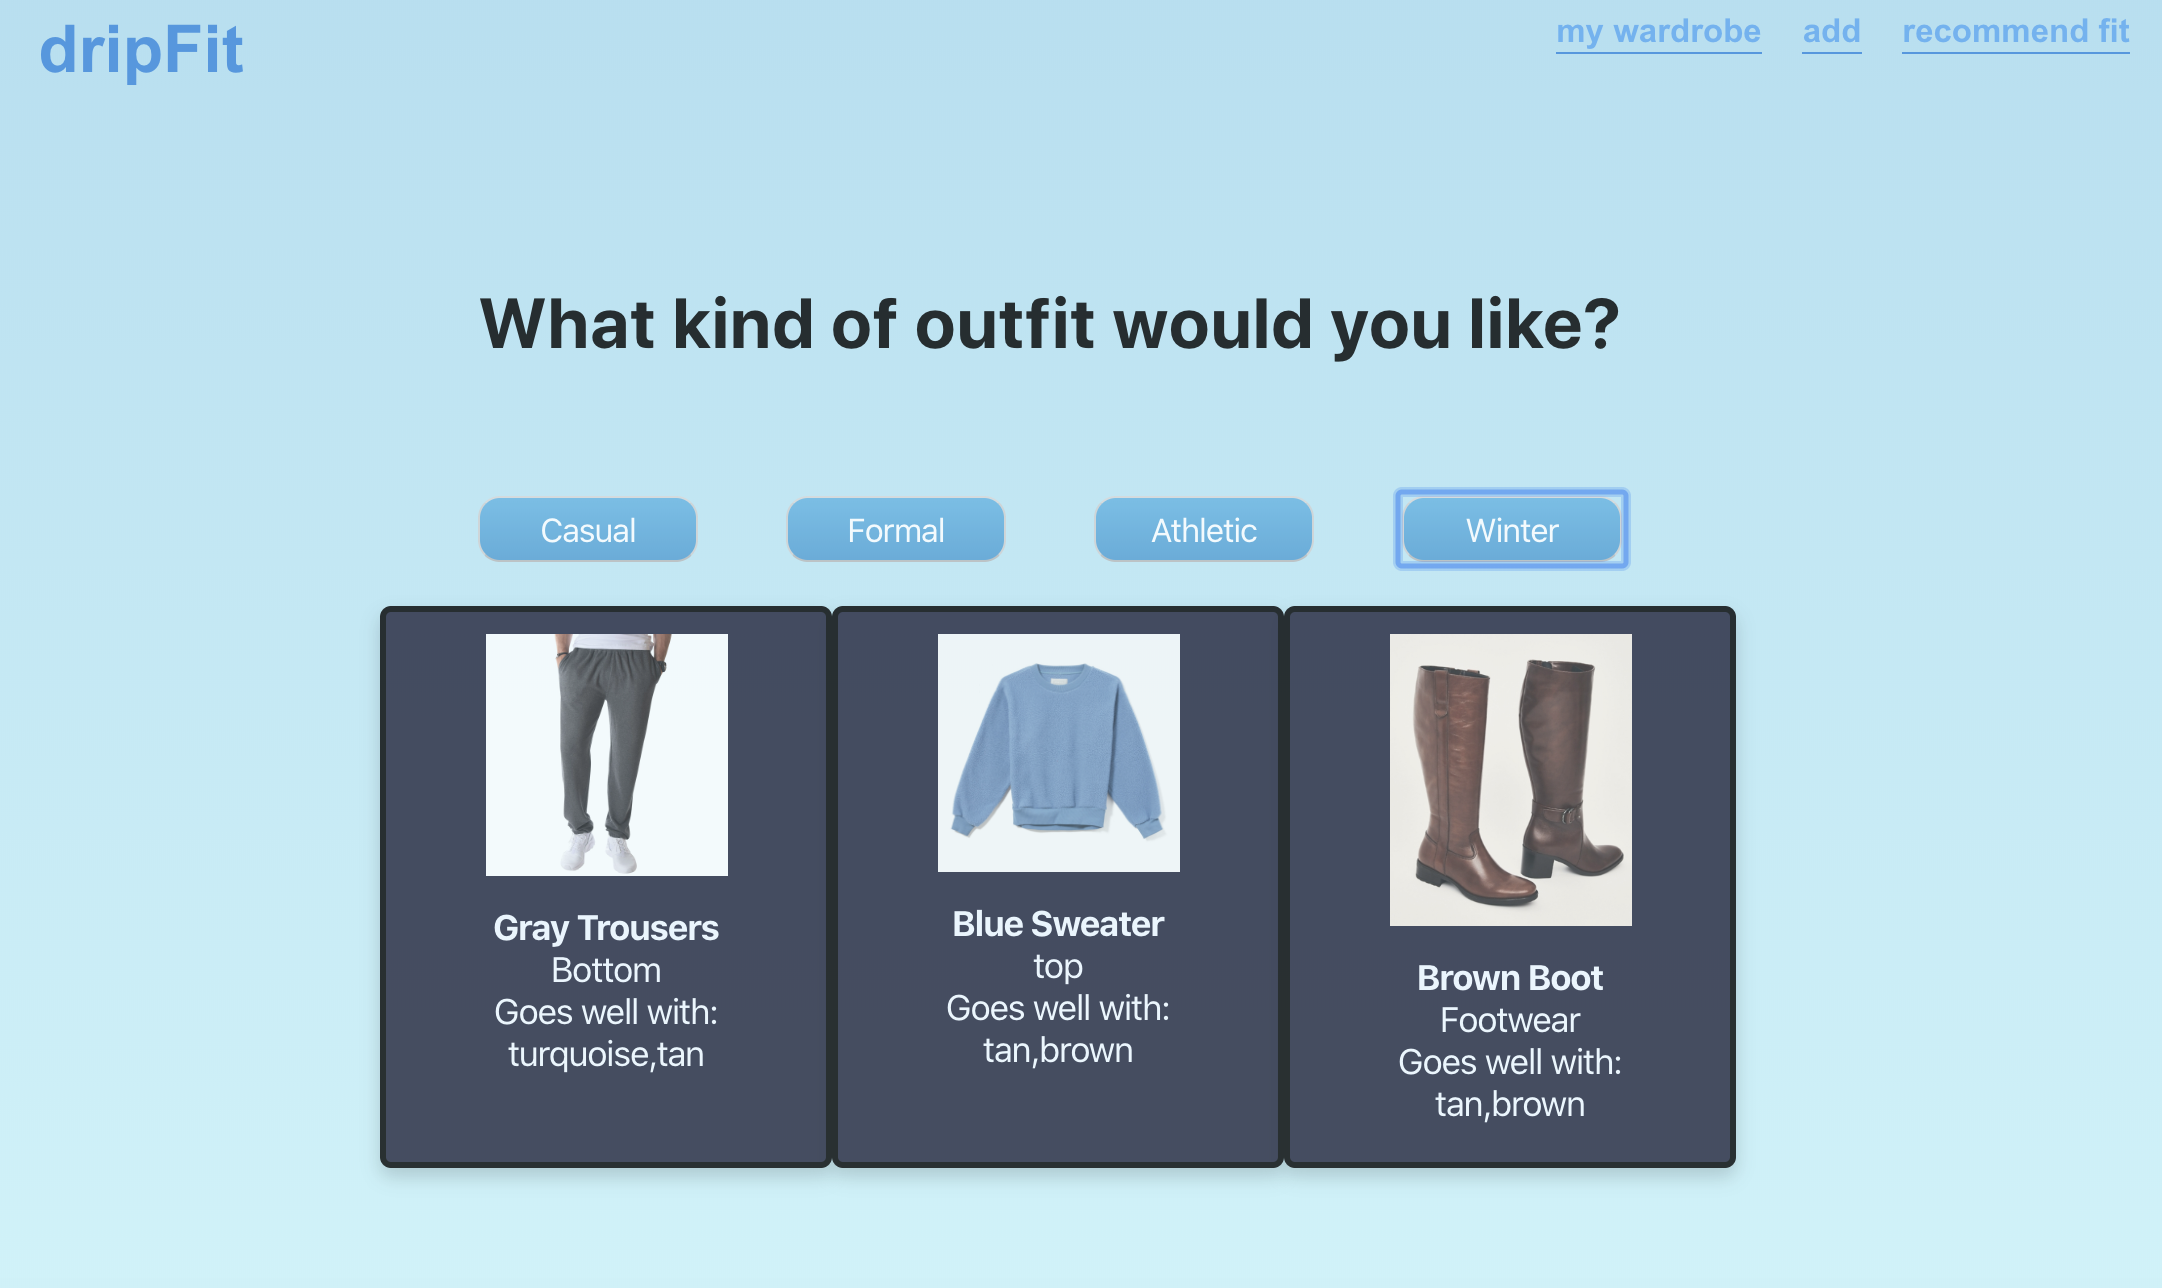 dripFit
my wardrobe add recommend fit
What kind of outfit would you like?
Casual Formal Athletic Winter
Gray Trousers
Bottom
Goes well with:
turquoise,tan
Blue Sweater
top
Goes well with:
tan,brown
Brown Boot
Footwear
Goes well with:
tan,brown